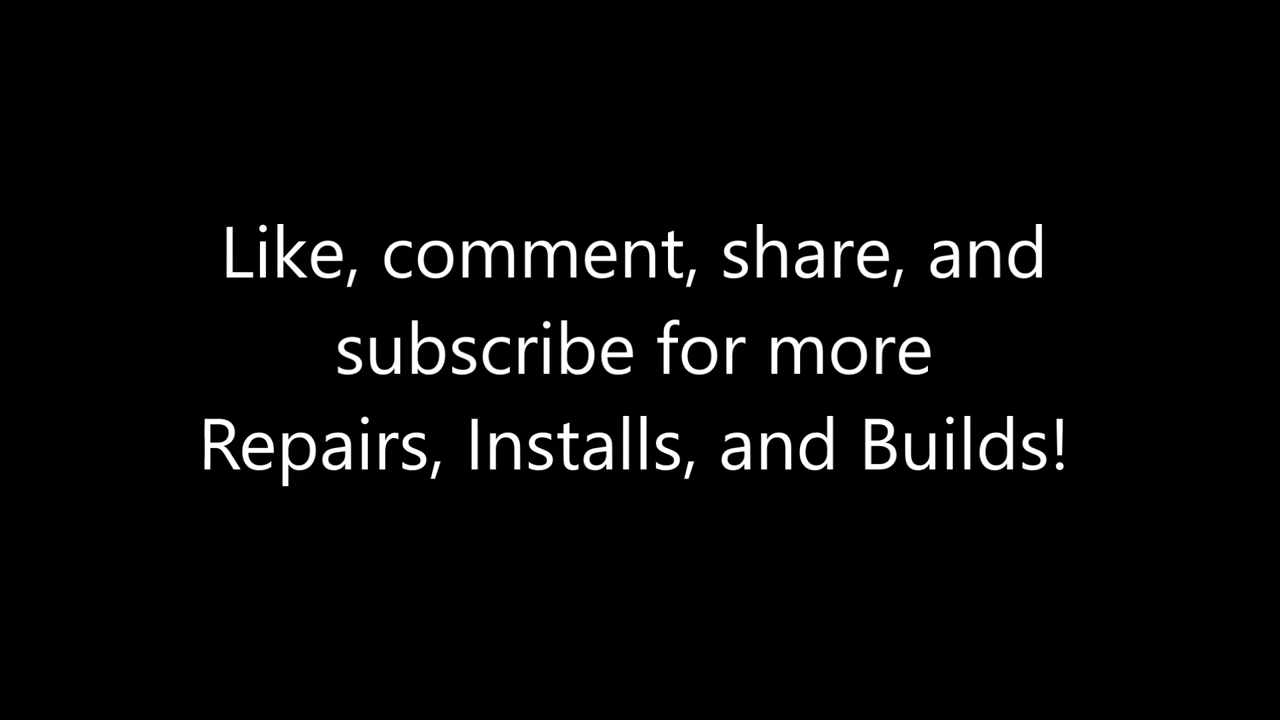 Like, comment, share, and
subscribe for more
Repairs, Installs, and Builds!